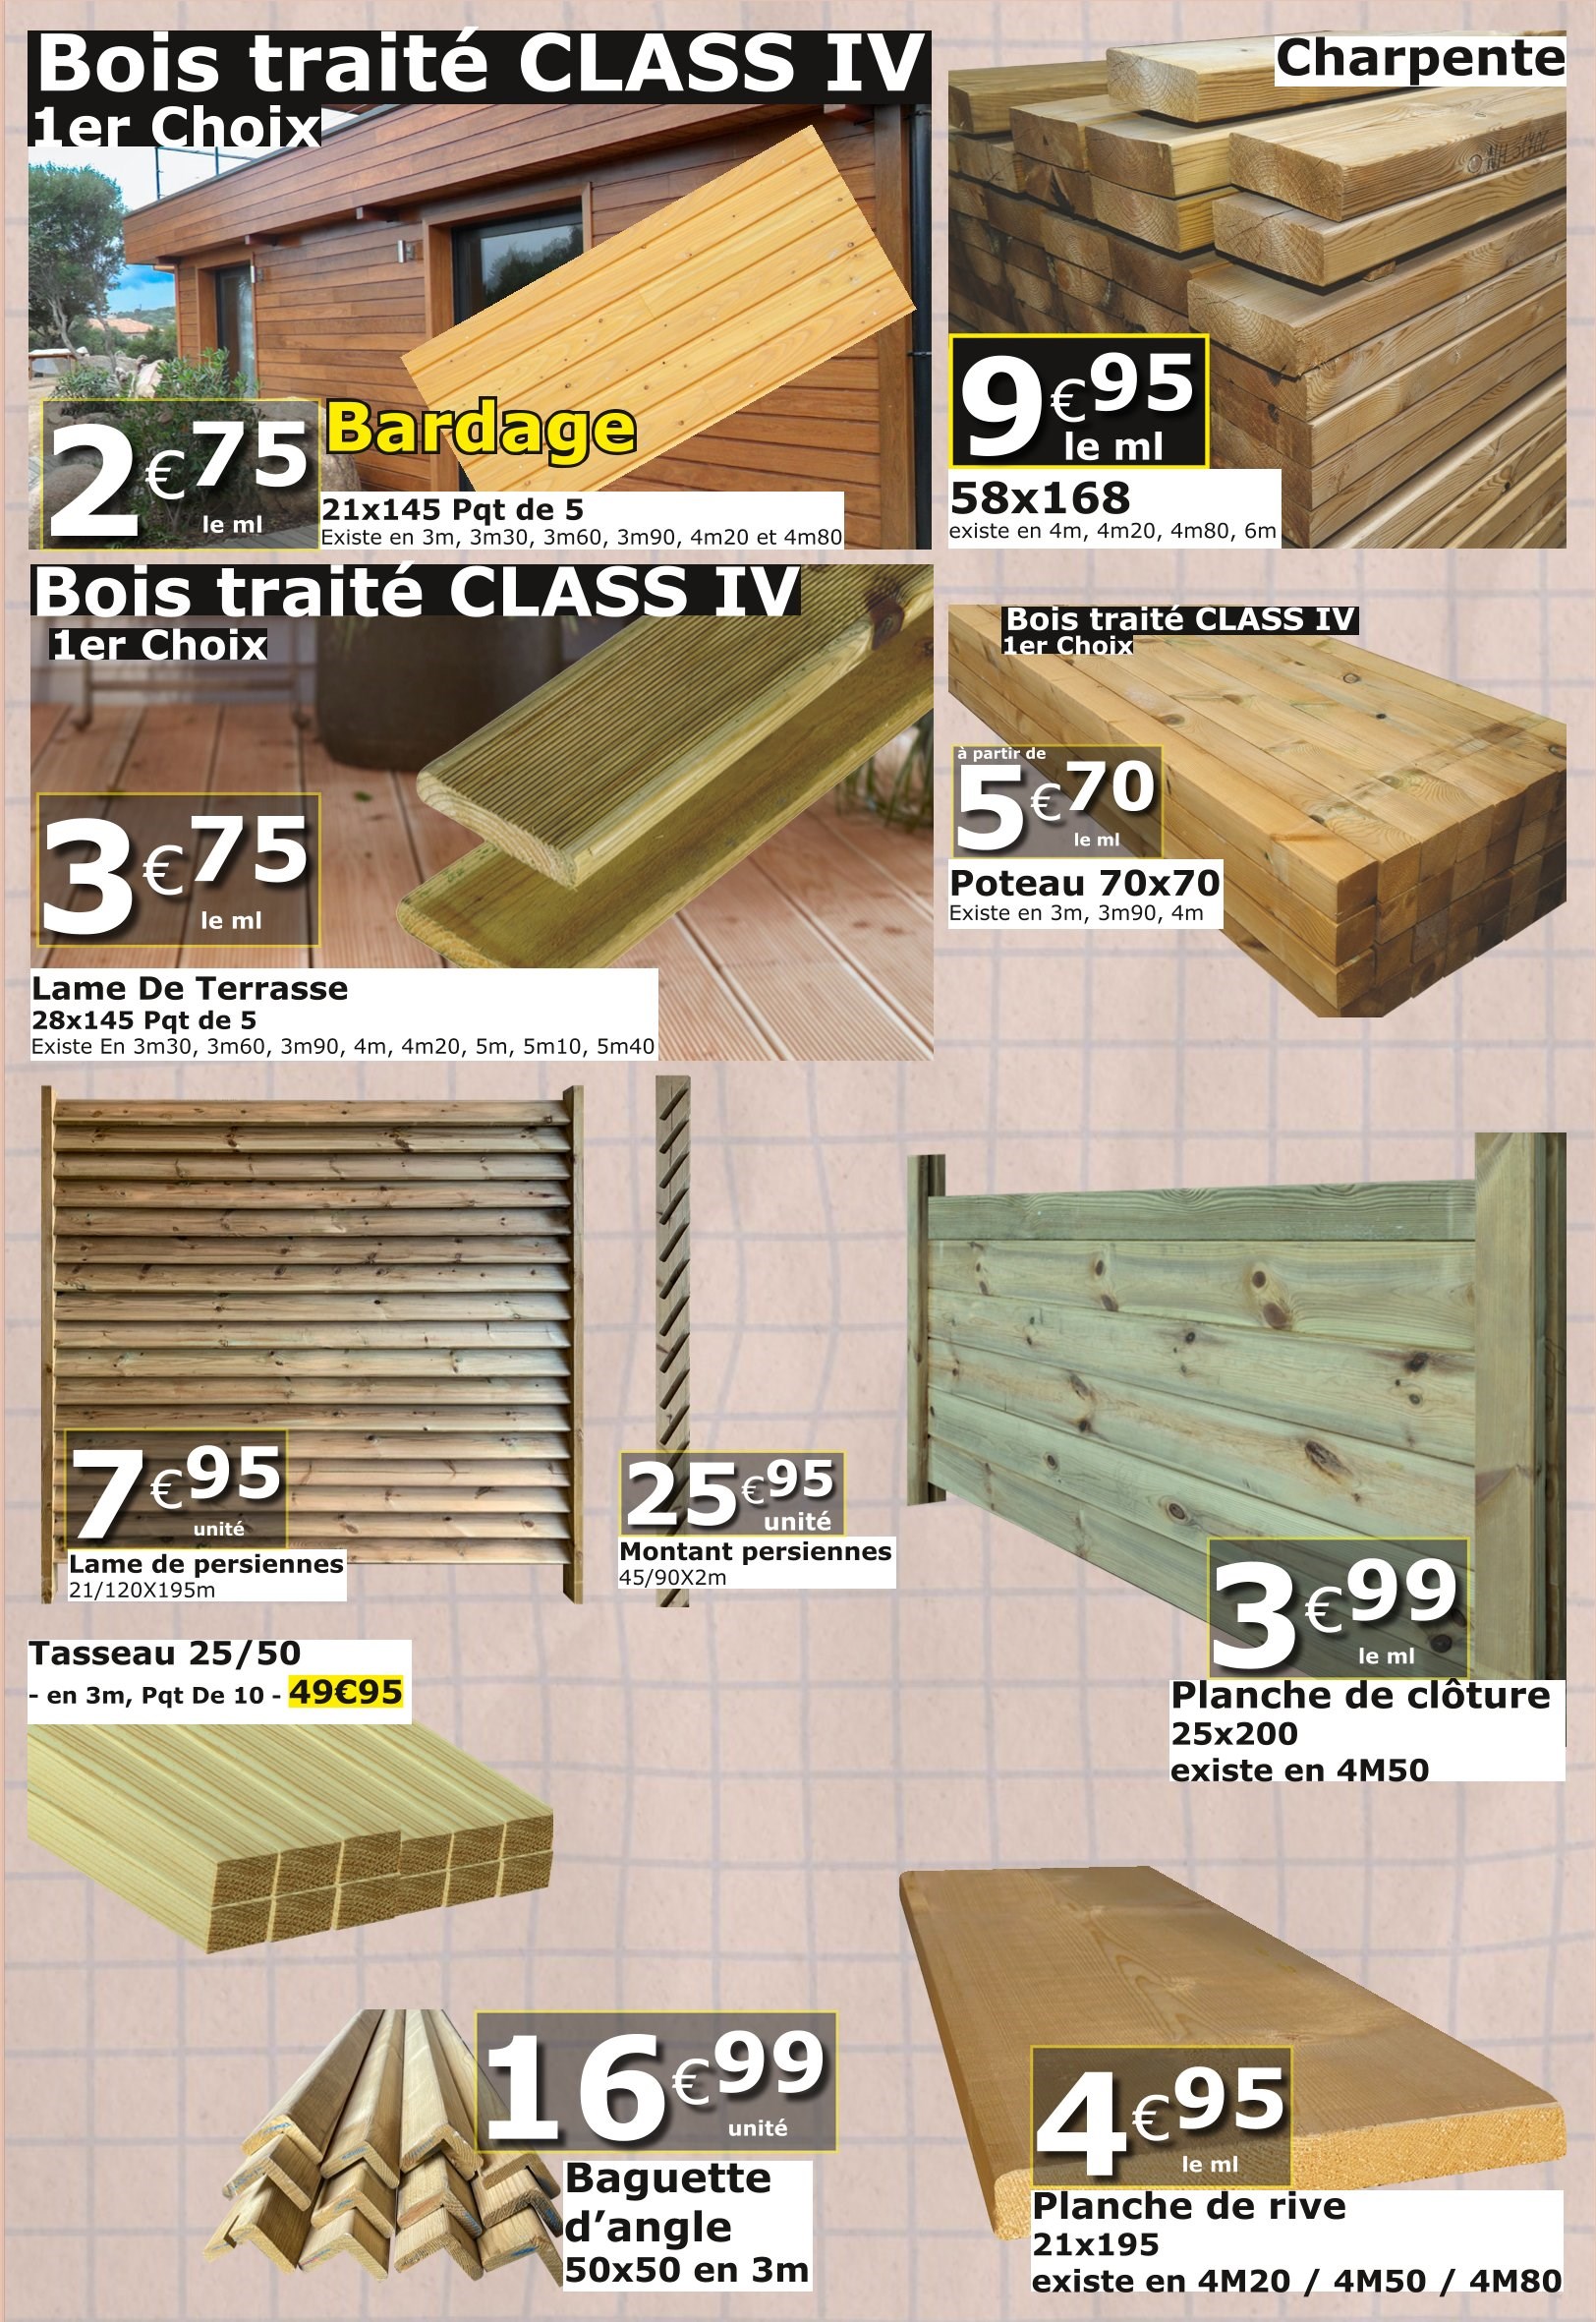 Bois traité CLASS IV
1er Choix
2€75
le ml
Bardage
21x145 Pqt de 5
Existe en 3m, 3m30, 3m60, 3m90, 4m20 et 4m80
Charpente
9€95
le ml
58x168
existe en 4m, 4m20, 4m80, 6m
Bois traité CLASS IV
1er Choix
3€75
le ml
Lame De Terrasse
28x145 Pqt de 5
Existe En 3m30, 3m60, 3m90, 4m, 4m20, 5m, 5m10, 5m40
Bois traité CLASS IV
1er Choix
à partir de
5€70
le ml
Poteau 70x70
Existe en 3m, 3m90, 4m
7€95
unité
Lame de persiennes
21/120X195m
25€95
unité
Montant persiennes
45/90X2m
3€99
le ml
Planche de clôture
25x200
existe en 4M50
Tasseau 25/50
- en 3m, Pqt De 10 - 49€95
16€99
unité
Baguette
d’angle
50x50 en 3m
4€95
le ml
Planche de rive
21x195
existe en 4M20 / 4M50 / 4M80